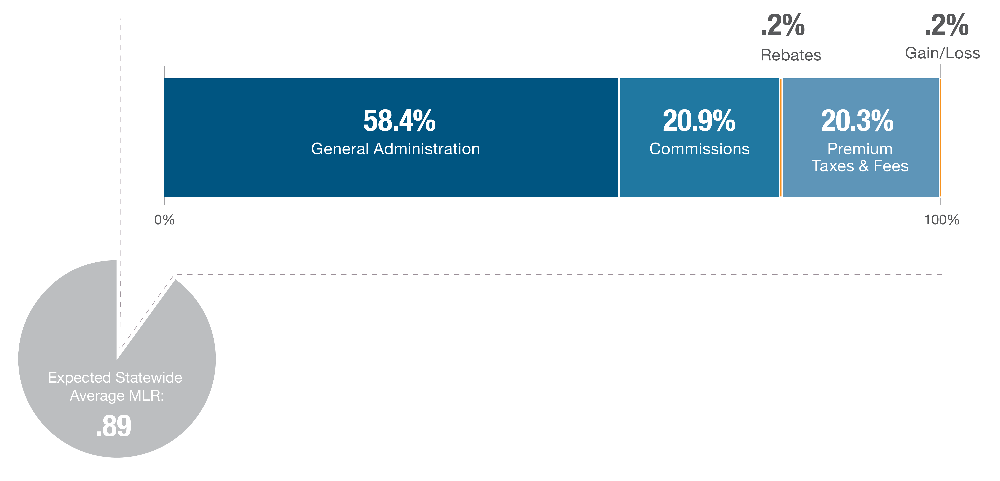 .2%
Rebates
.2%
Gain/Loss
58.4%
General Administration
20.9%
Commissions
20.3%
Premium
Taxes & Fees
0%
100%
Expected Statewide
Average MLR:
.89